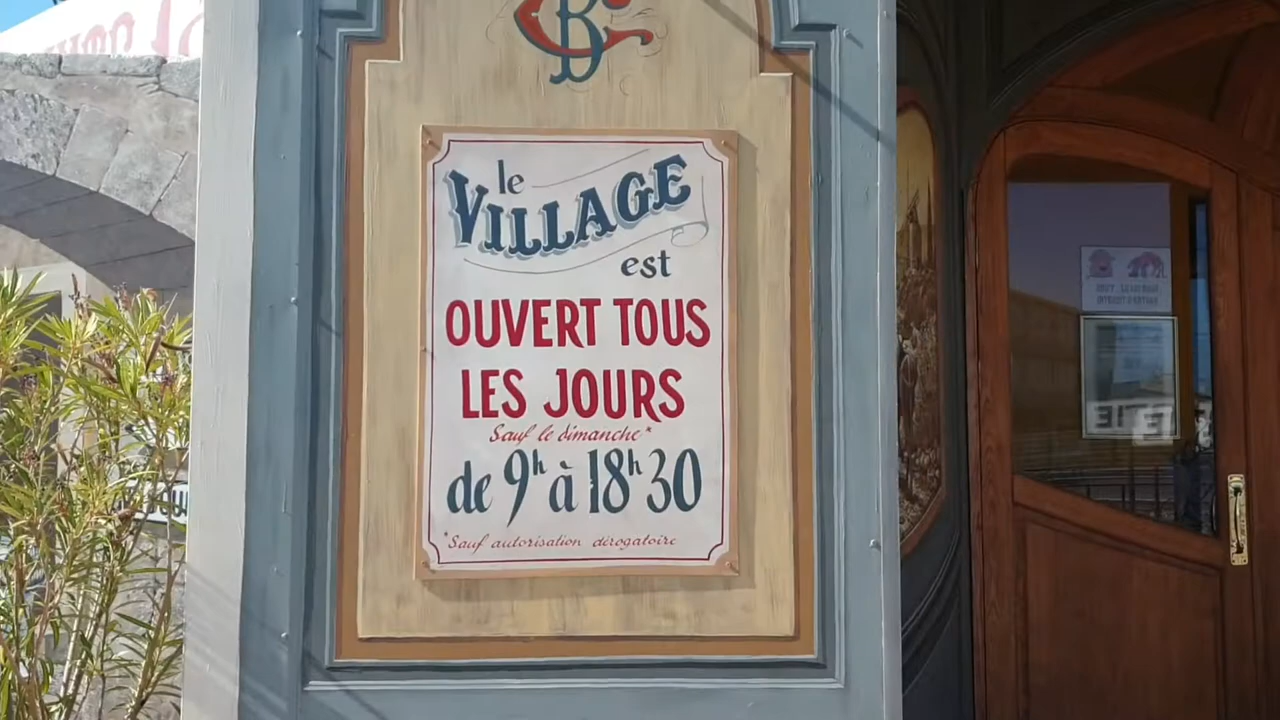 le
VILLAGE
est
OUVERT TOUS
LES JOURS
Sauf le dimanche*
de 9h à 18h30
*Sauf autorisation dérogatoire